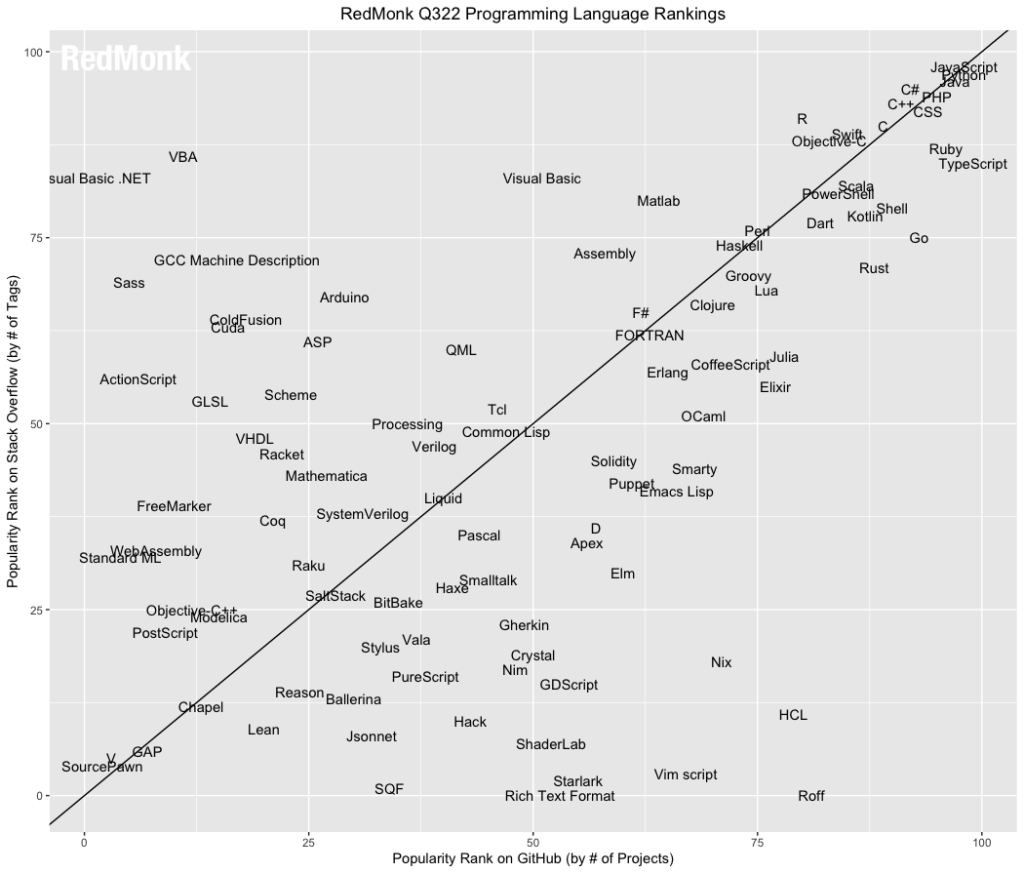 RedMonk Q322 Programming Language Rankings
RedMonk
100
JavaScript
Python
Java
C#
PHP
C++
CSS
R
C
Swift
Objective-C
Ruby
VBA
TypeScript
sual Basic .NET
Visual Basic
Scala
PowerShell
Matlab
Shell
Kotlin
Dart
Perl
75
Go
Haskell
Assembly
GCC Machine Description
Rust
Groovy
Sass
Lua
Arduino
Clojure
F#
ColdFusion
Cuda
FORTRAN
ASP
QML
Julia
CoffeeScript
Erlang
ActionScript
Elixir
Scheme
GLSL
Tcl
OCaml
50
Processing
Common Lisp
VHDL
Verilog
Racket
Solidity
Smarty
Mathematica
Puppet
Emacs Lisp
Liquid
FreeMarker
SystemVerilog
Coq
D
Pascal
Apex
WebAssembly
Standard ML
Raku
Elm
Smalltalk
Haxe
SaltStack
BitBake
25
Objective-C++
Modelica
Gherkin
PostScript
Vala
Stylus
Crystal
Nix
Nim
PureScript
GDScript
Reason
Ballerina
Chapel
HCL
Hack
Lean
Jsonnet
ShaderLab
GAP
V
SourcePawn
Vim script
Starlark
SQF
0
Rich Text Format
Roff
0
25
50
75
100
Popularity Rank on GitHub (by # of Projects)
Popularity Rank on Stack Overflow (by # of Tags)